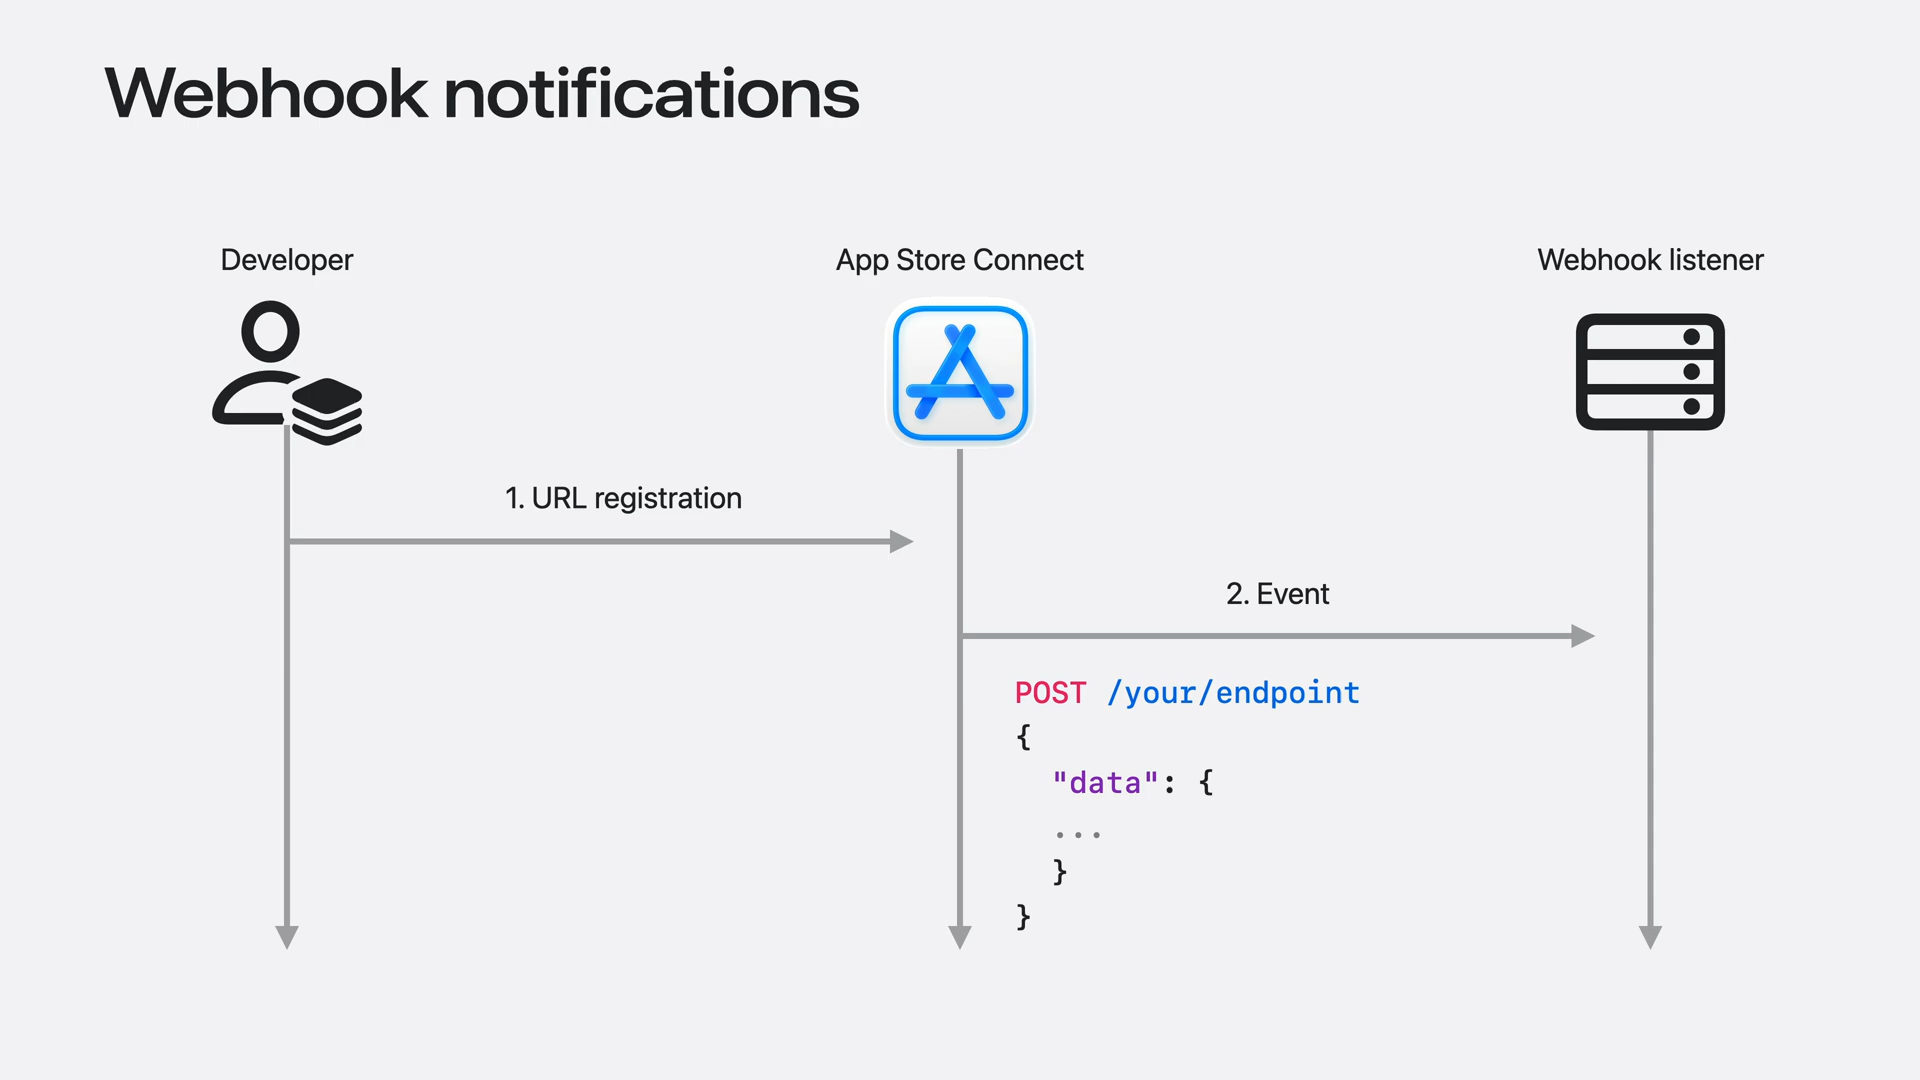 Webhook notifications
Developer
App Store Connect
Webhook listener
1. URL registration
2. Event
POST /your/endpoint
{
"data": {
...
}
}